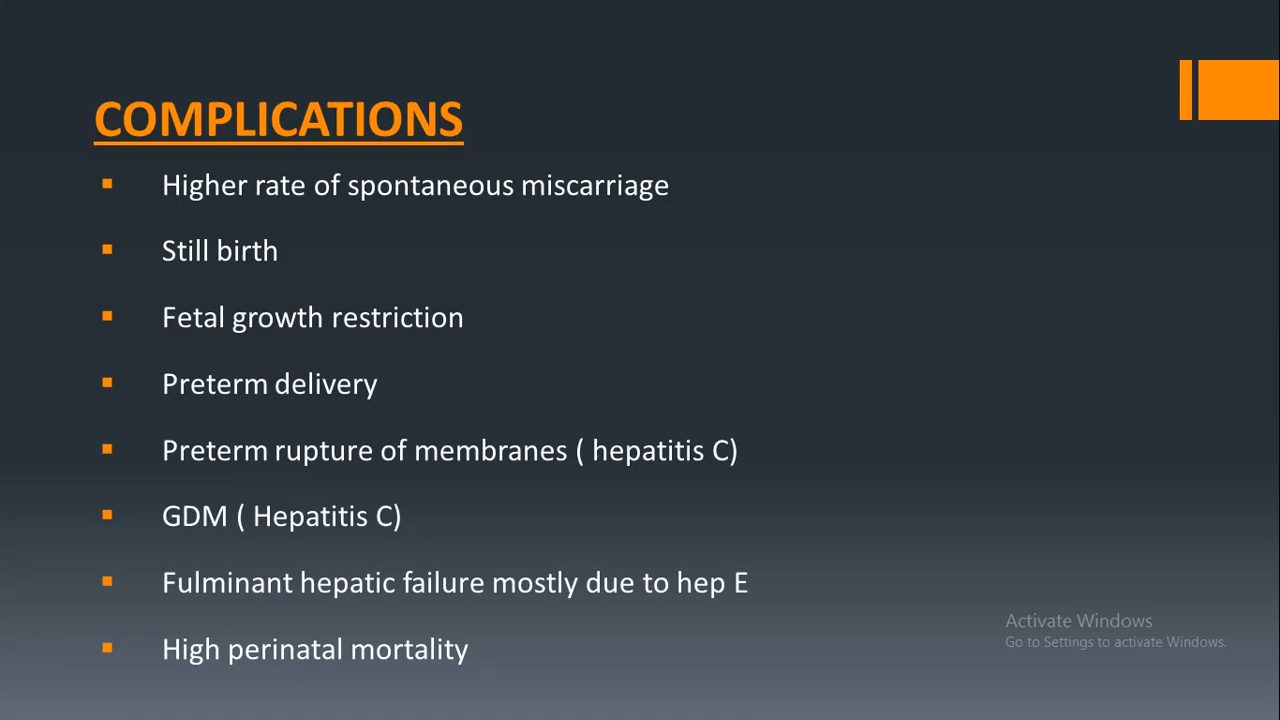 COMPLICATIONS
▪ Higher rate of spontaneous miscarriage
▪ Still birth
▪ Fetal growth restriction
▪ Preterm delivery
▪ Preterm rupture of membranes ( hepatitis C)
▪ GDM ( Hepatitis C)
▪ Fulminant hepatic failure mostly due to hep E
▪ High perinatal mortality
Activate Windows
Go to Settings to activate Windows.